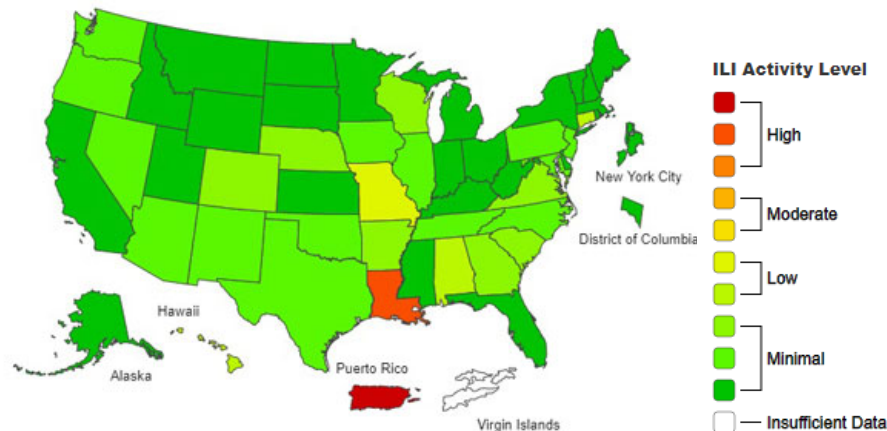 ILI Activity Level
High
Moderate
Low
Minimal
Insufficient Data
New York City
District of Columbia
Hawaii
Alaska
Puerto Rico
Virgin Islands